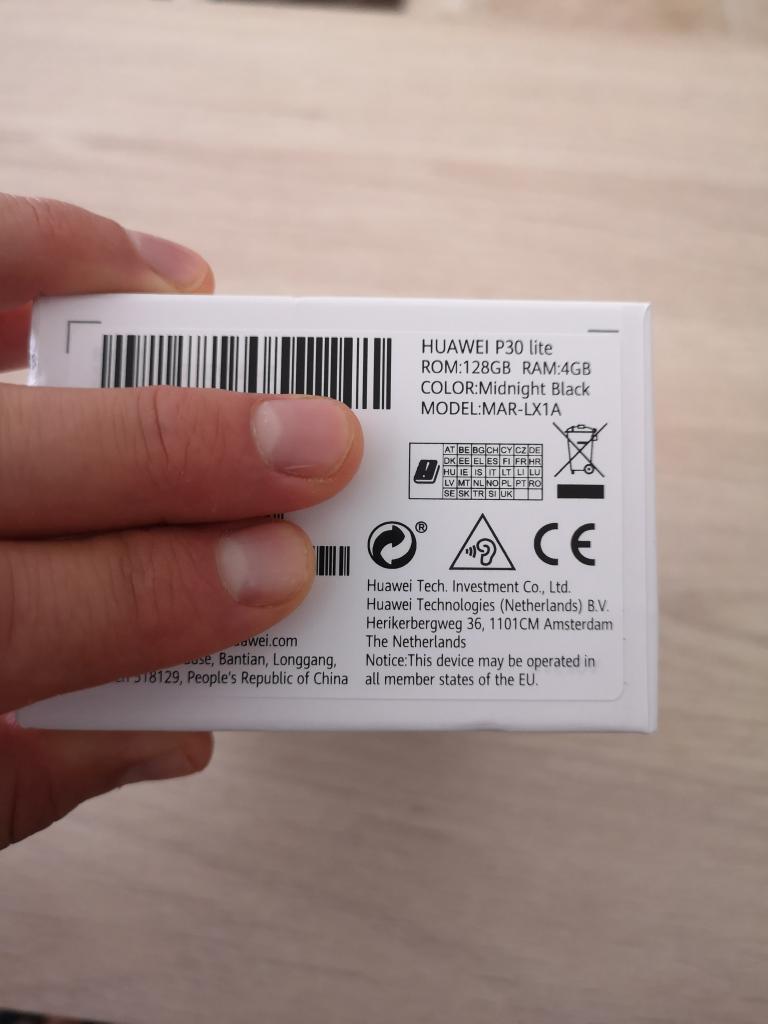 HUAWEI P30 lite
ROM:128GB RAM:4GB
COLOR:Midnight Black
MODEL:MAR-LX1A
AT BE BG CH CY CZ DE
DK EE EL ES FI FR HR
HU IE IS IT LT LI LU
LV MT NL NO PL PT RO
SE SK TR SI UK
®
CE
Huawei Tech. Investment Co., Ltd.
Huawei Technologies (Netherlands) B.V.
Herikerbergweg 36, 1101CM Amsterdam
The Netherlands
Notice:This device may be operated in
all member states of the EU.
Bantian, Longgang,
518129, People's Republic of China